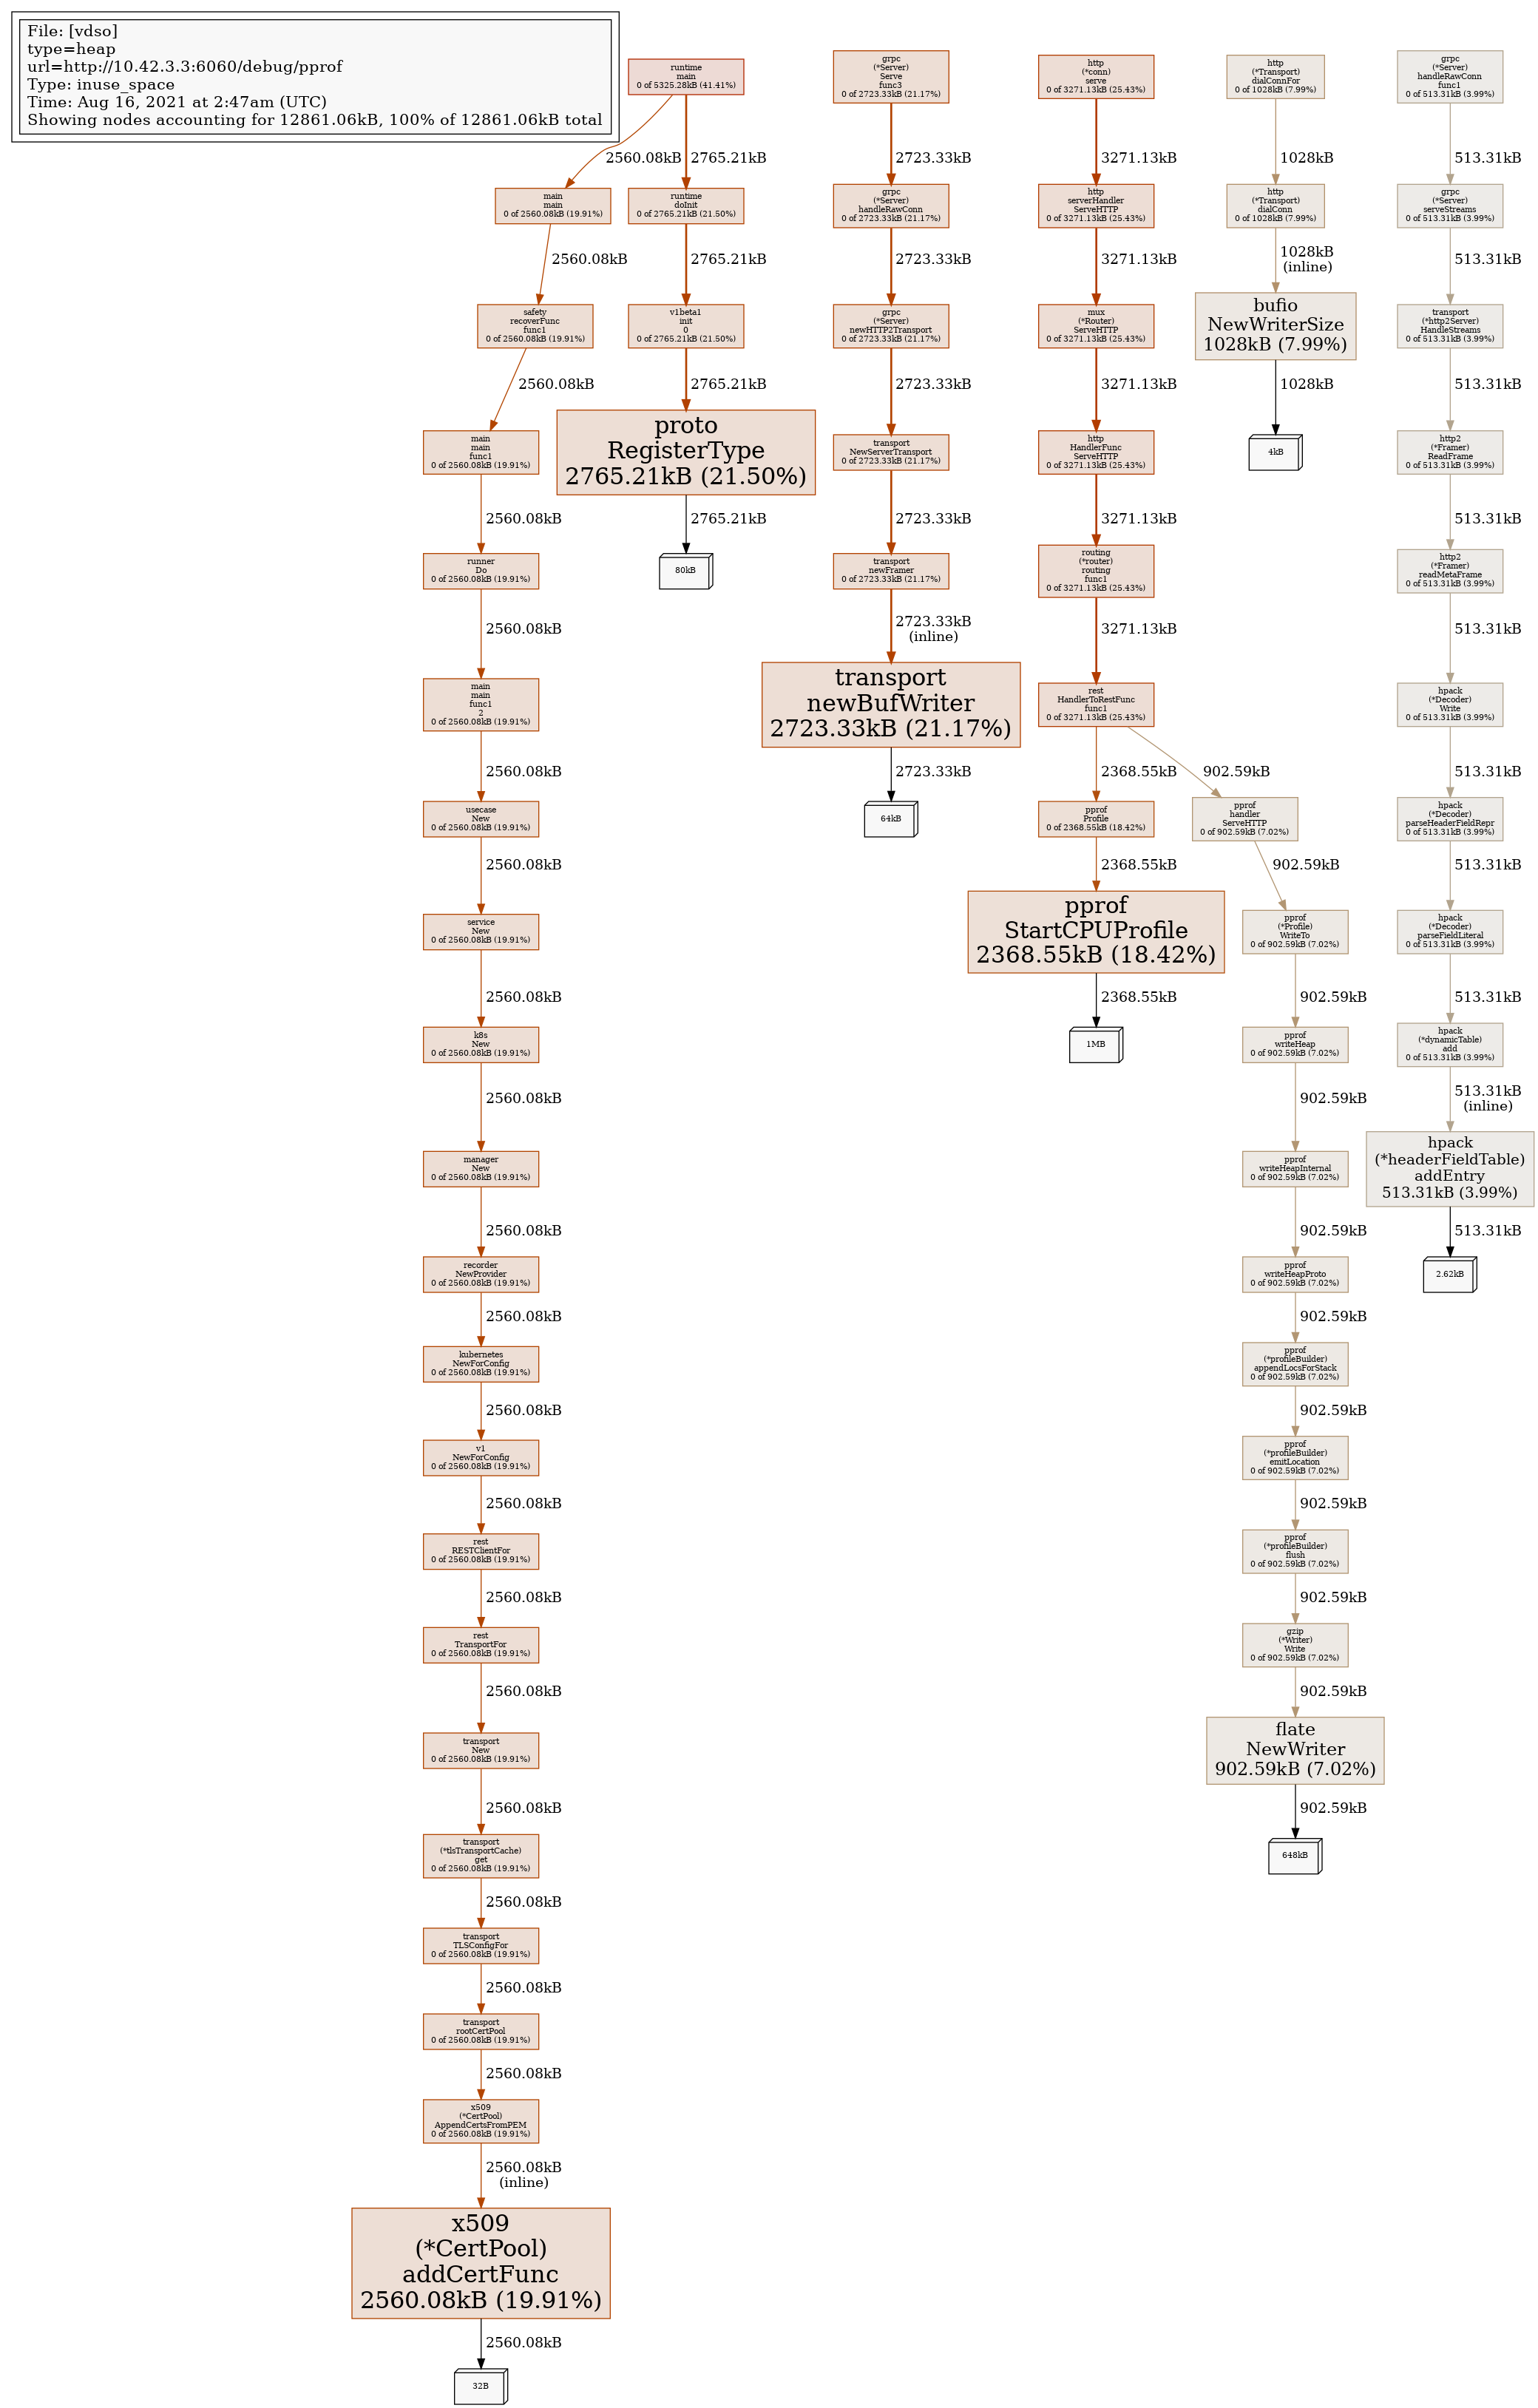 File: [vdso]
type=heap
url=http://10.42.3.3:6060/debug/pprof
Type: inuse_space
Time: Aug 16, 2021 at 2:47am (UTC)
Showing nodes accounting for 12861.06kB, 100% of 12861.06kB total
runtime
main
0 of 5325.28kB (41.41%)
2560.08kB
2765.21kB
main
main
0 of 2560.08kB (19.91%)
2560.08kB
safety
recoverFunc
func1
0 of 2560.08kB (19.91%)
2560.08kB
main
main
func1
0 of 2560.08kB (19.91%)
2560.08kB
runner
Do
0 of 2560.08kB (19.91%)
2560.08kB
main
main
func1
2
0 of 2560.08kB (19.91%)
2560.08kB
usecase
New
0 of 2560.08kB (19.91%)
2560.08kB
service
New
0 of 2560.08kB (19.91%)
2560.08kB
k8s
New
0 of 2560.08kB (19.91%)
2560.08kB
manager
New
0 of 2560.08kB (19.91%)
2560.08kB
recorder
NewProvider
0 of 2560.08kB (19.91%)
2560.08kB
kubernetes
NewForConfig
0 of 2560.08kB (19.91%)
2560.08kB
v1
NewForConfig
0 of 2560.08kB (19.91%)
2560.08kB
rest
RESTClientFor
0 of 2560.08kB (19.91%)
2560.08kB
rest
TransportFor
0 of 2560.08kB (19.91%)
2560.08kB
transport
New
0 of 2560.08kB (19.91%)
2560.08kB
transport
(*tlsTransportCache)
get
0 of 2560.08kB (19.91%)
2560.08kB
transport
TLSConfigFor
0 of 2560.08kB (19.91%)
2560.08kB
transport
rootCertPool
0 of 2560.08kB (19.91%)
2560.08kB
x509
(*CertPool)
AppendCertsFromPEM
0 of 2560.08kB (19.91%)
2560.08kB
(inline)
x509
(*CertPool)
addCertFunc
2560.08kB (19.91%)
2560.08kB
32B
runtime
doInit
0 of 2765.21kB (21.50%)
2765.21kB
v1beta1
init
0
0 of 2765.21kB (21.50%)
2765.21kB
proto
RegisterType
2765.21kB (21.50%)
2765.21kB
80kB
grpc
(*Server)
Serve
func3
0 of 2723.33kB (21.17%)
2723.33kB
grpc
(*Server)
handleRawConn
0 of 2723.33kB (21.17%)
2723.33kB
grpc
(*Server)
newHTTP2Transport
0 of 2723.33kB (21.17%)
2723.33kB
transport
NewServerTransport
0 of 2723.33kB (21.17%)
2723.33kB
transport
newFramer
0 of 2723.33kB (21.17%)
2723.33kB
(inline)
transport
newBufWriter
2723.33kB (21.17%)
2723.33kB
64kB
http
(*conn)
serve
0 of 3271.13kB (25.43%)
3271.13kB
http
serverHandler
ServeHTTP
0 of 3271.13kB (25.43%)
3271.13kB
mux
(*Router)
ServeHTTP
0 of 3271.13kB (25.43%)
3271.13kB
http
HandlerFunc
ServeHTTP
0 of 3271.13kB (25.43%)
3271.13kB
routing
(*router)
routing
func1
0 of 3271.13kB (25.43%)
3271.13kB
rest
HandlerToRestFunc
func1
0 of 3271.13kB (25.43%)
2368.55kB
902.59kB
pprof
Profile
0 of 2368.55kB (18.42%)
2368.55kB
pprof
StartCPUProfile
2368.55kB (18.42%)
2368.55kB
1MB
pprof
handler
ServeHTTP
0 of 902.59kB (7.02%)
902.59kB
pprof
(*Profile)
WriteTo
0 of 902.59kB (7.02%)
902.59kB
pprof
writeHeap
0 of 902.59kB (7.02%)
902.59kB
pprof
writeHeapInternal
0 of 902.59kB (7.02%)
902.59kB
pprof
writeHeapProto
0 of 902.59kB (7.02%)
902.59kB
pprof
(*profileBuilder)
appendLocsForStack
0 of 902.59kB (7.02%)
902.59kB
pprof
(*profileBuilder)
emitLocation
0 of 902.59kB (7.02%)
902.59kB
pprof
(*profileBuilder)
flush
0 of 902.59kB (7.02%)
902.59kB
gzip
(*Writer)
Write
0 of 902.59kB (7.02%)
902.59kB
flate
NewWriter
902.59kB (7.02%)
902.59kB
648kB
http
(*Transport)
dialConnFor
0 of 1028kB (7.99%)
1028kB
http
(*Transport)
dialConn
0 of 1028kB (7.99%)
1028kB
(inline)
bufio
NewWriterSize
1028kB (7.99%)
1028kB
4kB
grpc
(*Server)
handleRawConn
func1
0 of 513.31kB (3.99%)
513.31kB
grpc
(*Server)
serveStreams
0 of 513.31kB (3.99%)
513.31kB
transport
(*http2Server)
HandleStreams
0 of 513.31kB (3.99%)
513.31kB
http2
(*Framer)
ReadFrame
0 of 513.31kB (3.99%)
513.31kB
http2
(*Framer)
readMetaFrame
0 of 513.31kB (3.99%)
513.31kB
hpack
(*Decoder)
Write
0 of 513.31kB (3.99%)
513.31kB
hpack
(*Decoder)
parseHeaderFieldRepr
0 of 513.31kB (3.99%)
513.31kB
hpack
(*Decoder)
parseFieldLiteral
0 of 513.31kB (3.99%)
513.31kB
hpack
(*dynamicTable)
add
0 of 513.31kB (3.99%)
513.31kB
(inline)
hpack
(*headerFieldTable)
addEntry
513.31kB (3.99%)
513.31kB
2.62kB